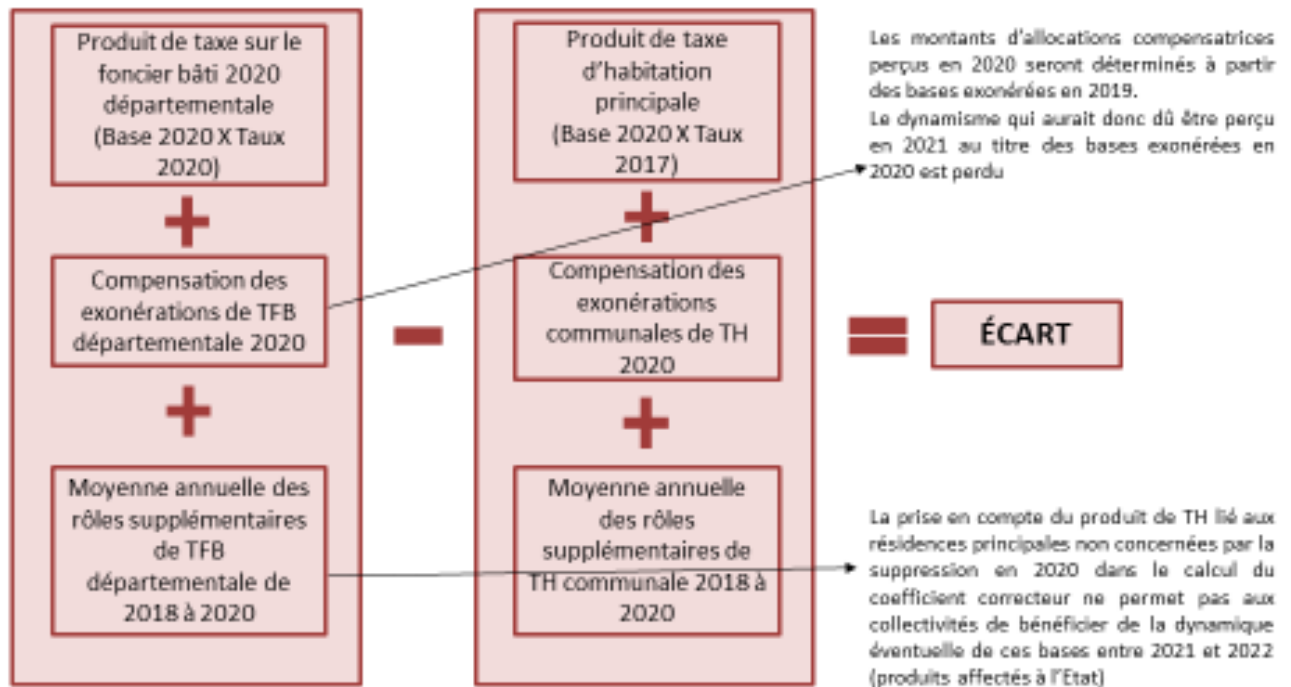 Produit de taxe sur le
foncier bâti 2020
départementale
(Base 2020 X Taux
2020)
+
Compensation des
exonérations de TFB
départementale 2020
+
Moyenne annuelle des
rôles supplémentaires
de TFB
départementale de
2018 à 2020
-
Produit de taxe
d'habitation
principale
(Base 2020 X Taux
2017)
+
Compensation des
exonérations
communales de TH
2020
+
Moyenne annuelle
des rôles
supplémentaires de
TH communale 2018 à
2020
=
ÉCART
Les montants d'allocations compensatrices
perçus en 2020 seront déterminés à partir
des bases exonérées en 2019.
Le dynamisme qui aurait donc dû être perçu
en 2021 au titre des bases exonérées en
2020 est perdu
La prise en compte du produit de TH lié aux
résidences principales non concernées par la
suppression en 2020 dans le calcul du
coefficient correcteur ne permet pas aux
collectivités de bénéficier de la dynamique
éventuelle de ces bases entre 2021 et 2022
(produits affectés à l'Etat)